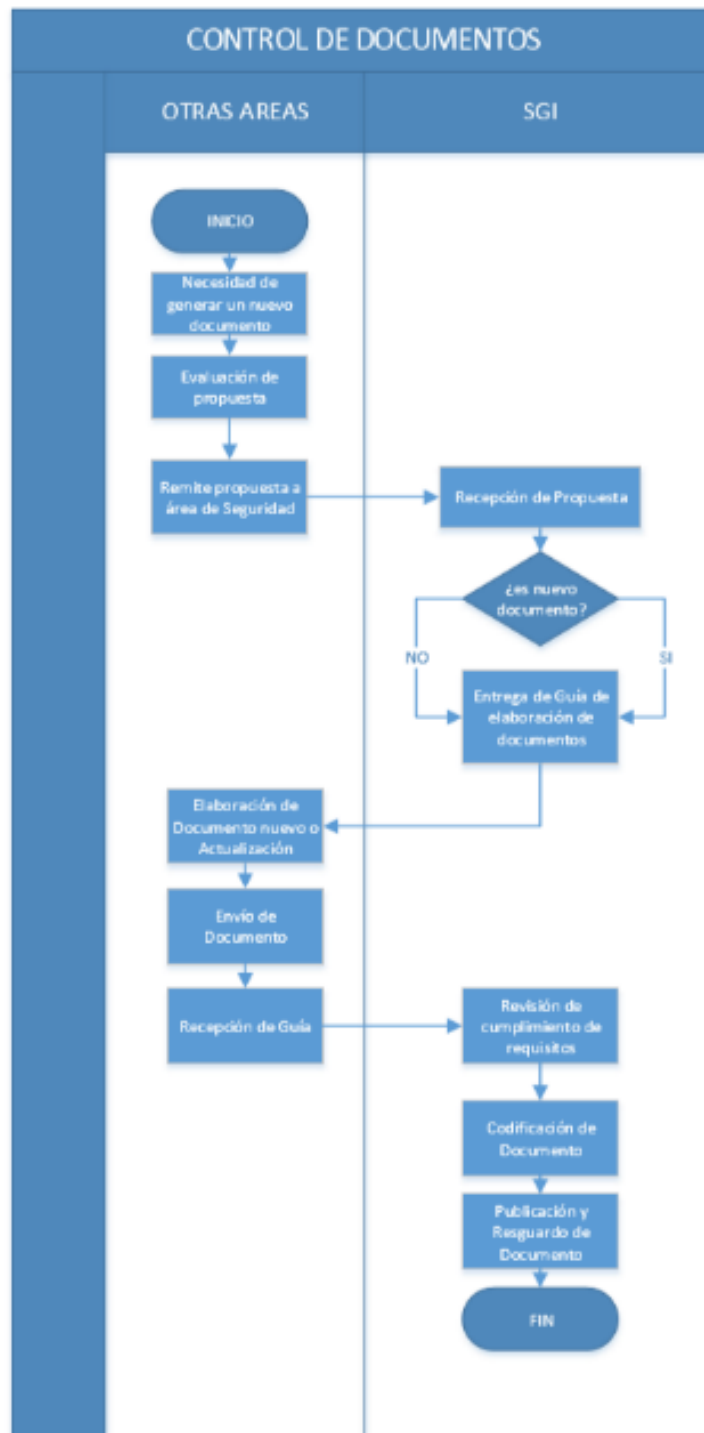 CONTROL DE DOCUMENTOS
OTRAS AREAS
SGI
INICIO
Necesidad de
generar un nuevo
documento
Evaluación de
propuesta
Remite propuesta a
área de Seguridad
Recepción de Propuesta
¿es nuevo
documento?
NO
SI
Entrega de Guía de
elaboración de
documentos
Elaboración de
Documento nuevo o
Actualización
Envío de
Documento
Recepción de Guía
Revisión de
cumplimiento de
requisitos
Codificación de
Documento
Publicación y
Resguardo de
Documento
FIN